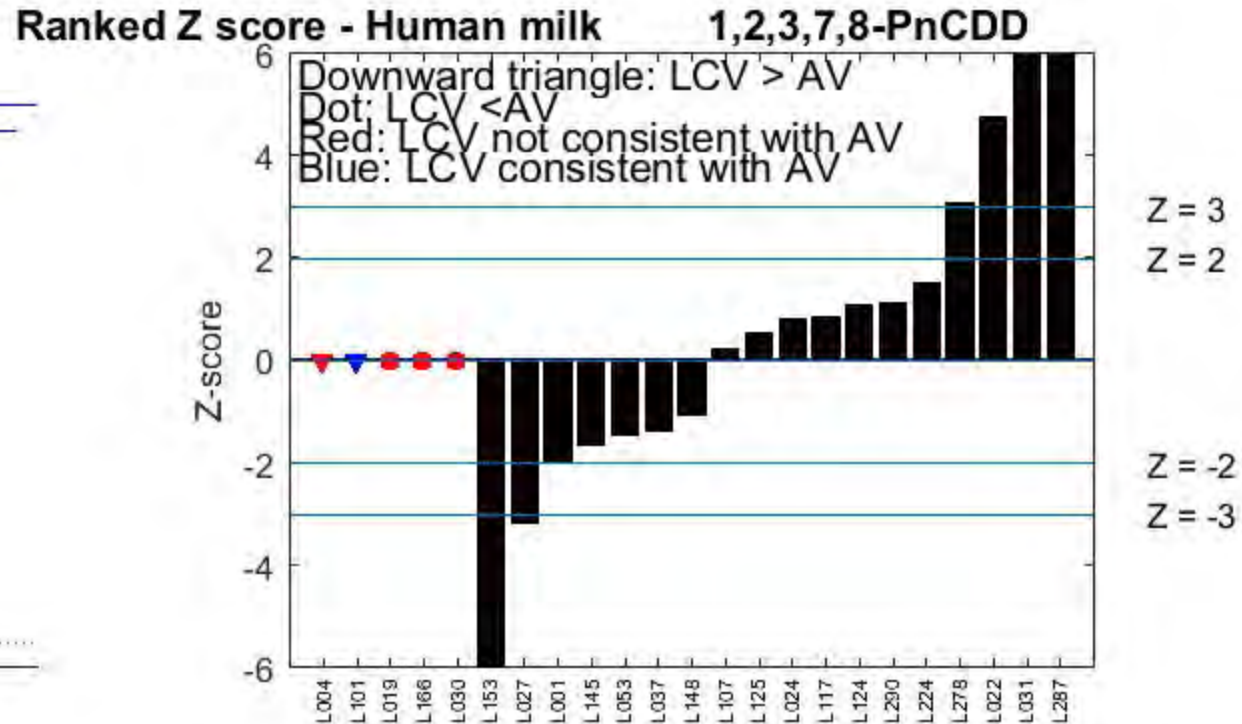 Ranked Z score - Human milk 1,2,3,7,8-PnCDD
Downward triangle: LCV > AV
Dot: LCV <AV
Red: LCV not consistent with AV
Blue: LCV consistent with AV
6
4
2
0
-2
-4
-6
Z-score
Z = 3
Z = 2
Z = -2
Z = -3
L004 L101 L019 L166 L030 L153 L027 L001 L145 L053 L037 L148 L107 L125 L024 L117 L124 L290 L224 L278 L022 L031 L287